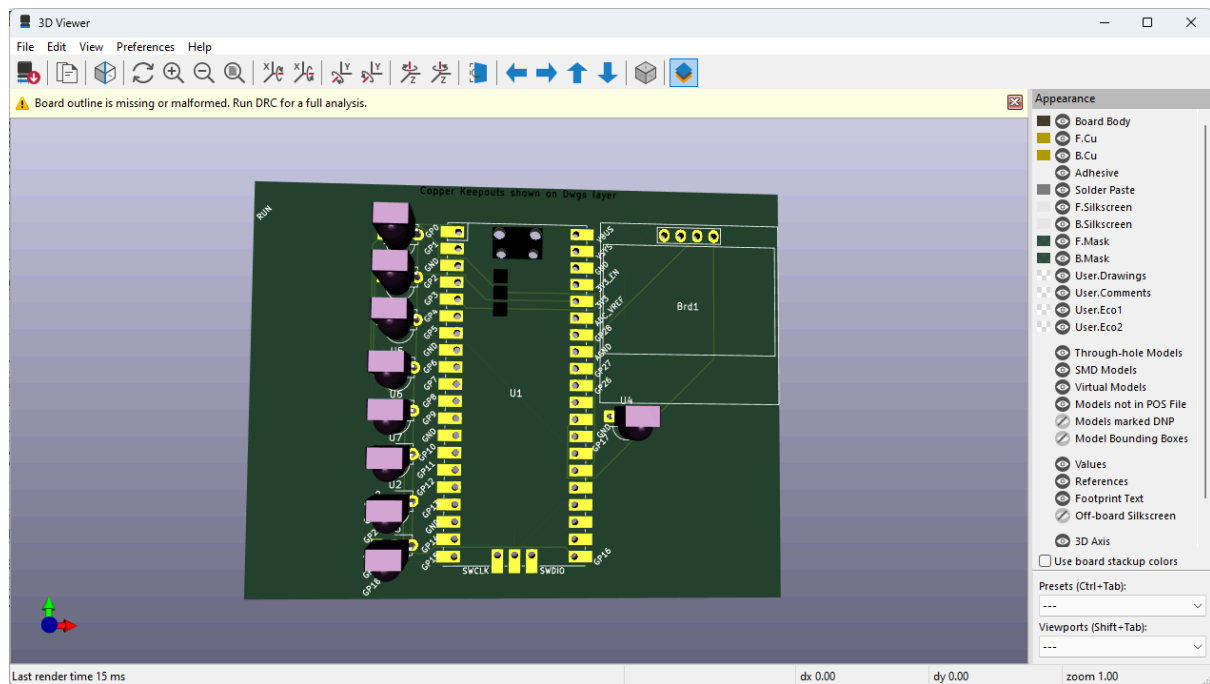 3D Viewer
File Edit View Preferences Help
Board outline is missing or malformed. Run DRC for a full analysis.
Appearance
Board Body
F.Cu
B.Cu
Adhesive
Solder Paste
F.Silkscreen
B.Silkscreen
F.Mask
B.Mask
User.Drawings
User.Comments
User.Eco1
User.Eco2
Through-hole Models
SMD Models
Virtual Models
Models not in POS File
Models marked DNP
Model Bounding Boxes
Values
References
Footprint Text
Off-board Silkscreen
3D Axis
Use board stackup colors
Presets (Ctrl+Tab):
---
Viewports (Shift+Tab):
---
Copper Keepouts shown on Dwgs layer
RUN
GP0
GP1
GND
GP2
GP3
GP4
GP5
GND
GP6
GP7
GP8
GP9
GND
GP10
GP11
GP12
GP13
GND
GP14
GP15
VBUS
VSYS
GND
3V3_EN
3V3
ADC_VREF
GP28
AGND
GP27
GP26
GND
GP17
GP16
U1
Brd1
U4
U5
U6
U7
U2
SWCLK
SWDIO
GP16
Last render time 15 ms
dx 0.00
dy 0.00
zoom 1.00